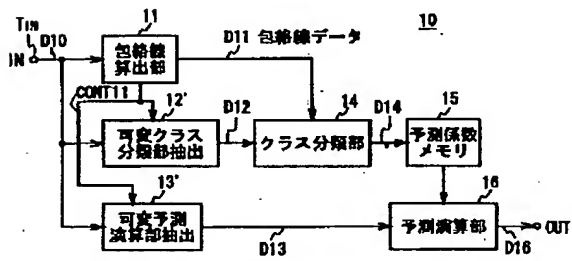 11
10
TIN
D10
IN
包絡線
算出部
D11 包絡線データ
CONT11
12'
可変クラス
分類部抽出
D12
14
クラス分類部
D14
15
予測係数
メモリ
13'
可変予測
演算部抽出
D13
16
予測演算部
D16
OUT